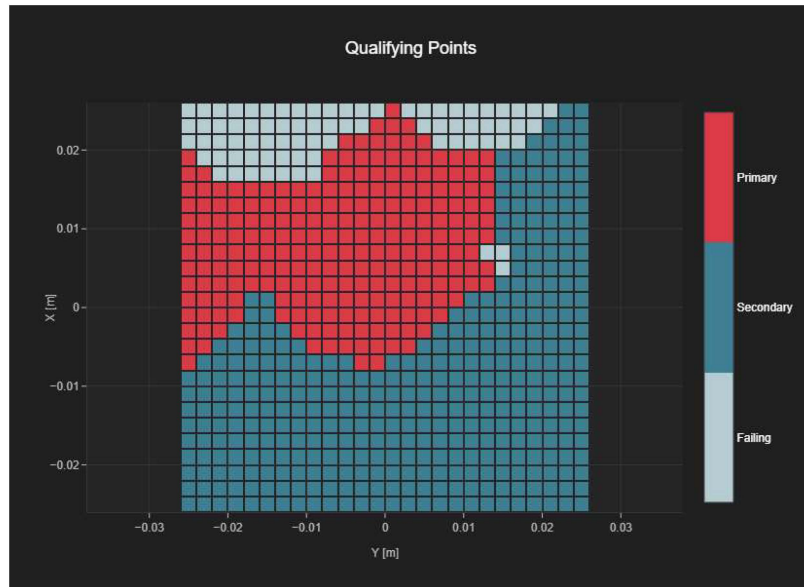 Qualifying Points
Primary
Secondary
Failing
0.02
0.01
0
−0.01
−0.02
X [m]
−0.03
−0.02
−0.01
0
0.01
0.02
0.03
Y [m]